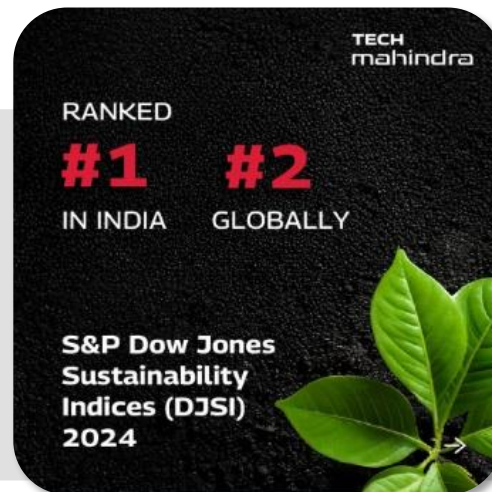 TECH
mahindra
RANKED
#1 #2
IN INDIA GLOBALLY
S&P Dow Jones
Sustainability
Indices (DJSI)
2024